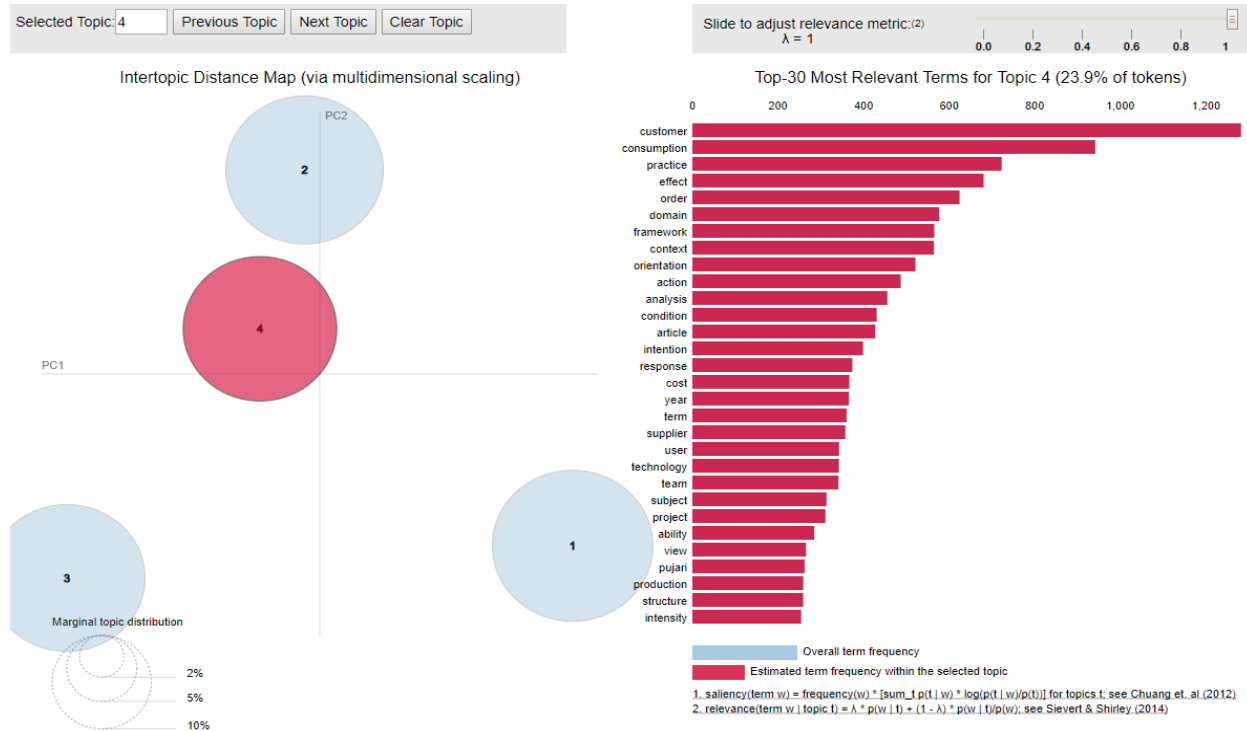 Selected Topic: 4 Previous Topic Next Topic Clear Topic
Slide to adjust relevance metric:(2)
λ = 1
0.0 0.2 0.4 0.6 0.8 1
Intertopic Distance Map (via multidimensional scaling)
PC2
PC1
2
4
1
3
Marginal topic distribution
2%
5%
10%
Top-30 Most Relevant Terms for Topic 4 (23.9% of tokens)
0 200 400 600 800 1,000 1,200
customer
consumption
practice
effect
order
domain
framework
context
orientation
action
analysis
condition
article
intention
response
cost
year
term
supplier
user
technology
team
subject
project
ability
view
pujari
production
structure
intensity
Overall term frequency
Estimated term frequency within the selected topic
1. saliency(term w) = frequency(w) * [sum_t p(t | w) * log(p(t | w)/p(t))] for topics t; see Chuang et. al (2012)
2. relevance(term w | topic t) = λ * p(w | t) + (1 - λ) * p(w | t)/p(w); see Sievert & Shirley (2014)